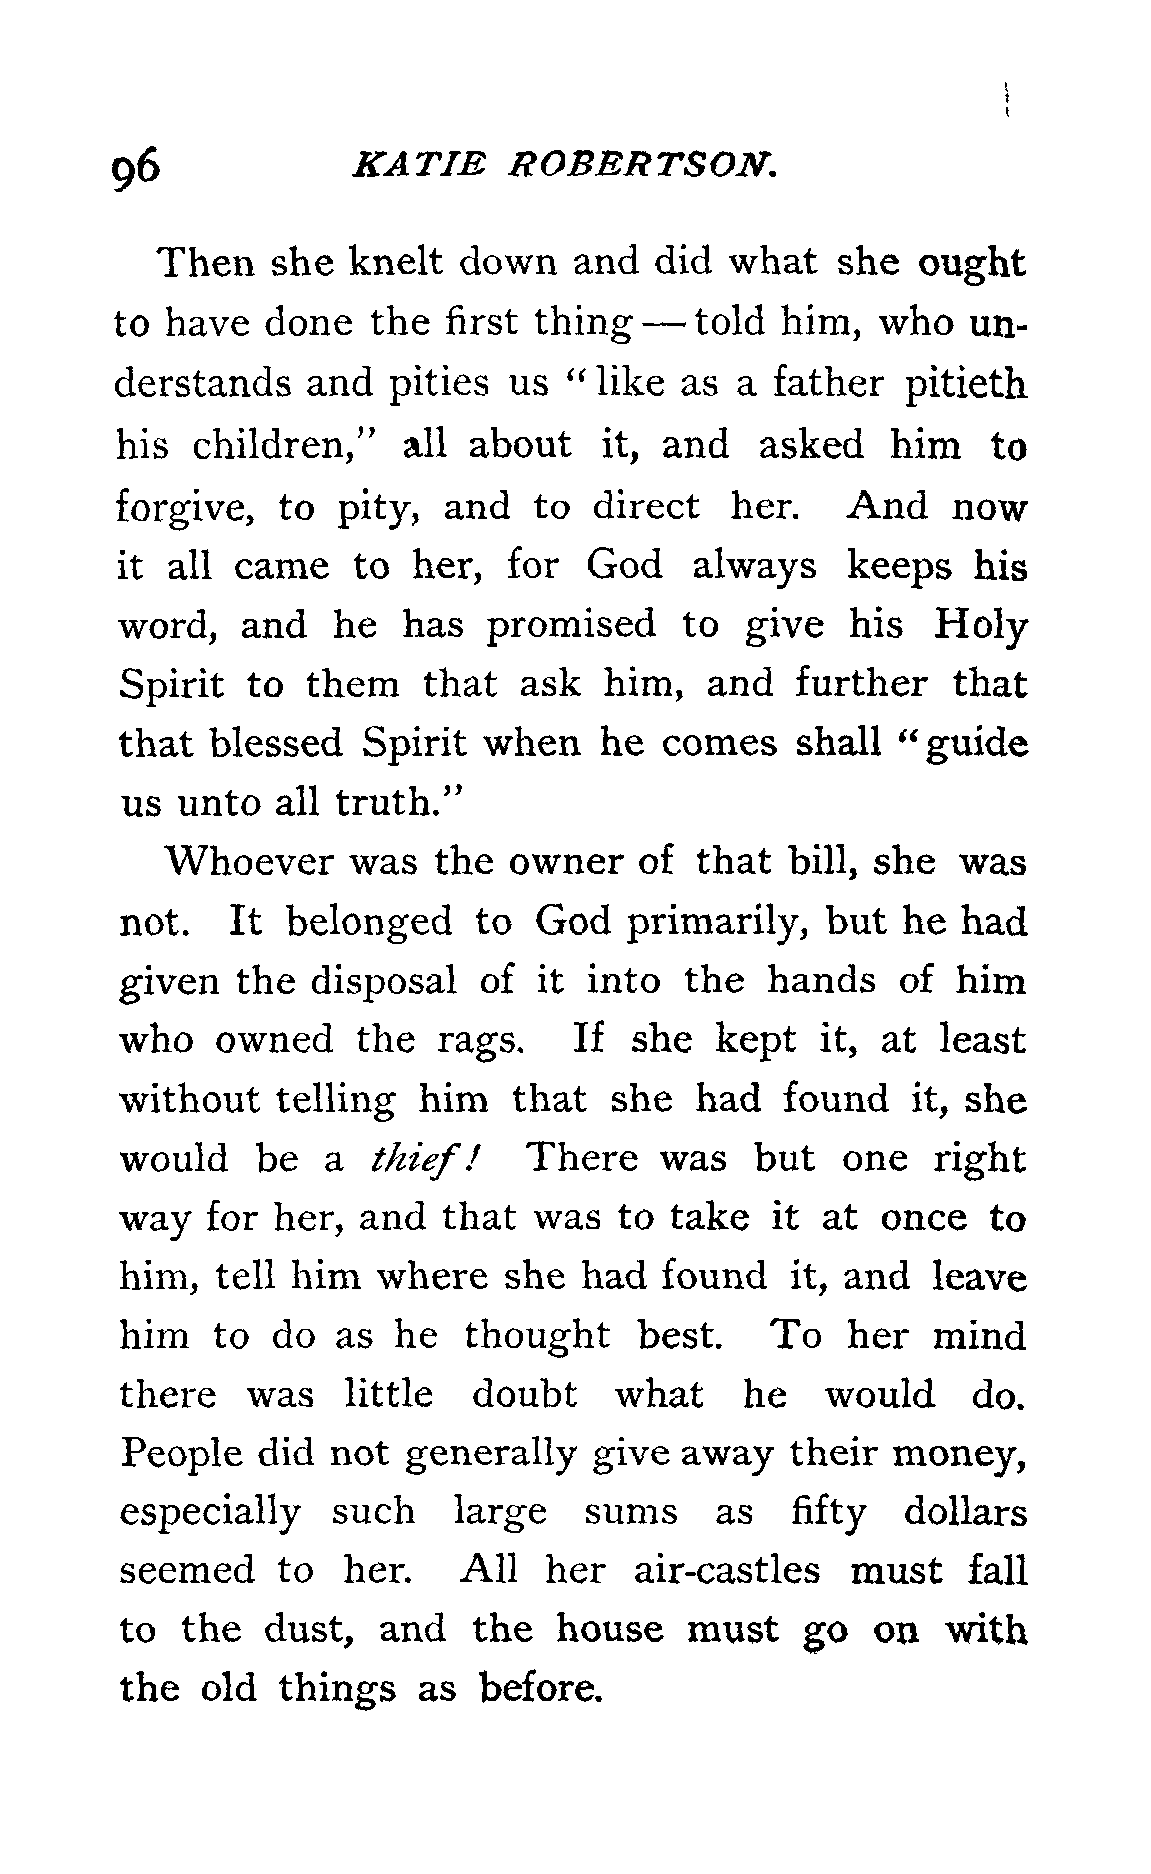 96 KATIE ROBERTSON.
Then she knelt down and did what she ought
to have done the first thing — told him, who un-
derstands and pities us “like as a father pitieth
his children,” all about it, and asked him to
forgive, to pity, and to direct her. And now
it all came to her, for God always keeps his
word, and he has promised to give his Holy
Spirit to them that ask him, and further that
that blessed Spirit when he comes shall “guide
us unto all truth.”
Whoever was the owner of that bill, she was
not. It belonged to God primarily, but he had
given the disposal of it into the hands of him
who owned the rags. If she kept it, at least
without telling him that she had found it, she
would be a thief! There was but one right
way for her, and that was to take it at once to
him, tell him where she had found it, and leave
him to do as he thought best. To her mind
there was little doubt what he would do.
People did not generally give away their money,
especially such large sums as fifty dollars
seemed to her. All her air-castles must fall
to the dust, and the house must go on with
the old things as before.